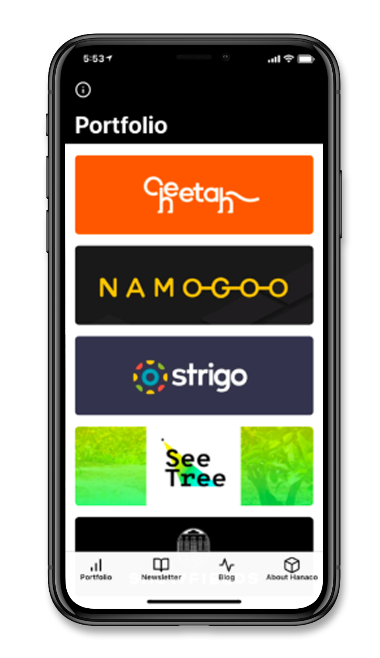 5:53
Portfolio
Cheetah
NAMOGOO
strigo
See
Tree
Portfolio
Newsletter
Blog
About Hanaco